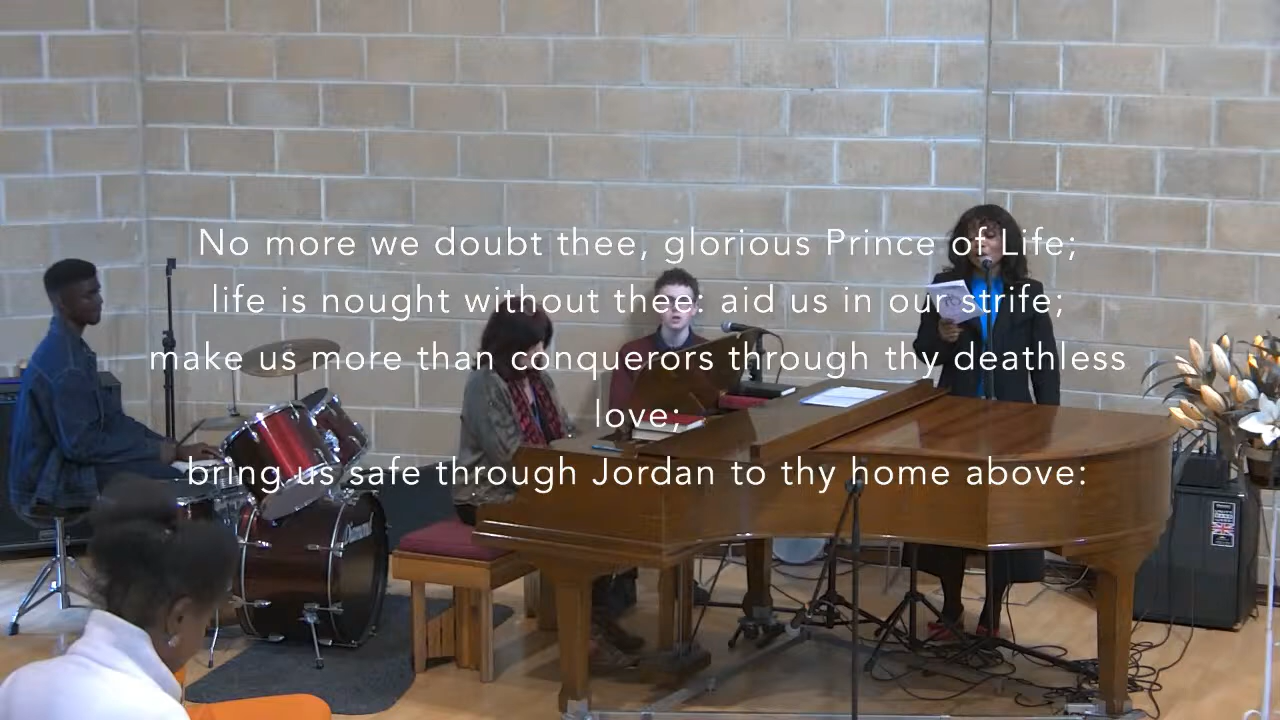 No more we doubt thee, glorious Prince of Life;
life is nought without thee: aid us in our strife;
make us more than conquerors through thy deathless
love;
bring us safe through Jordan to thy home above: